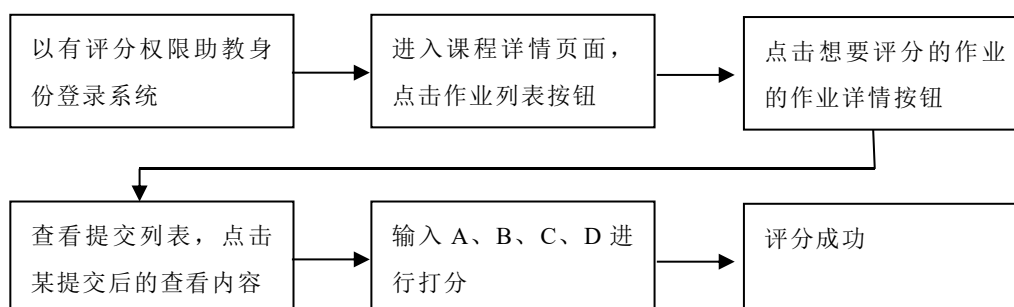 以有评分权限助教身
份登录系统
进入课程详情页面，
点击作业列表按钮
点击想要评分的作业
的作业详情按钮
查看提交列表，点击
某提交后的查看内容
输入 A、B、C、D 进
行打分
评分成功